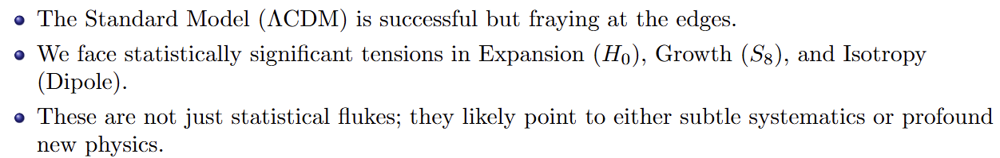 The Standard Model (ΛCDM) is successful but fraying at the edges.
We face statistically significant tensions in Expansion (H₀), Growth (S₈), and Isotropy
(Dipole).
These are not just statistical flukes; they likely point to either subtle systematics or profound
new physics.